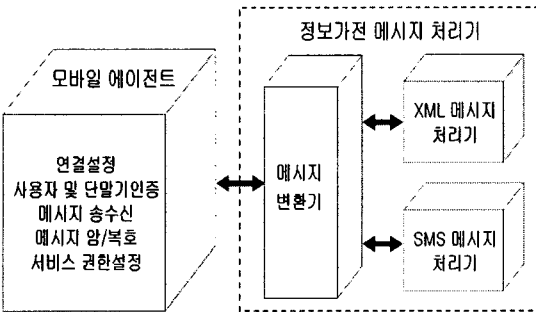 정보가전 메시지 처리기
모바일 에이전트
연결설정
사용자 및 단말기인증
메시지 송수신
메시지 암/복호
서비스 권한설정
메시지
변환기
XML 메시지
처리기
SMS 메시지
처리기